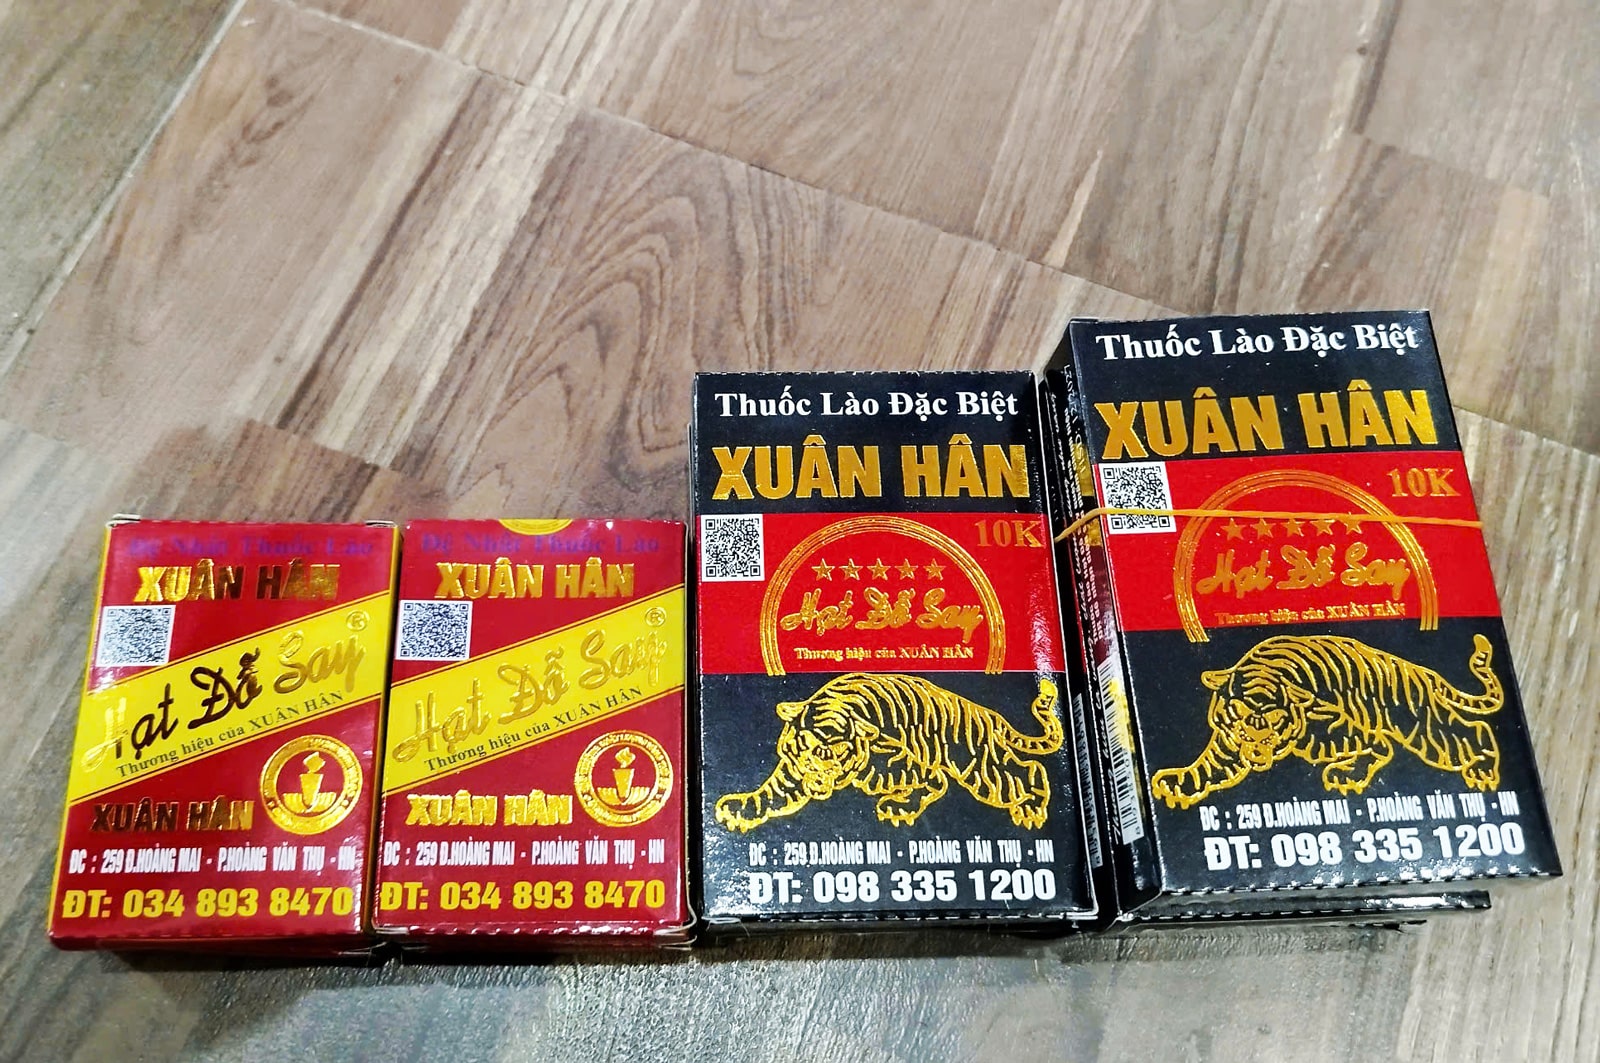 Đệ Nhất Thuốc Lào
XUÂN HÂN
Hạt Đỗ Say ®
Thương hiệu của XUÂN HÂN
XUÂN HÂN
ĐC : 259 Đ.HOÀNG MAI - P.HOÀNG VĂN THỤ - HN
ĐT: 034 893 8470
Đệ Nhất Thuốc Lào
XUÂN HÂN
Hạt Đỗ Say ®
Thương hiệu của XUÂN HÂN
XUÂN HÂN
ĐC : 259 Đ.HOÀNG MAI - P.HOÀNG VĂN THỤ - HN
ĐT: 034 893 8470
Thuốc Lào Đặc Biệt
XUÂN HÂN
10K
Hạt Đỗ Say
Thương hiệu của XUÂN HÂN
ĐC : 259 Đ.HOÀNG MAI - P.HOÀNG VĂN THỤ - HN
ĐT: 098 335 1200
Thuốc Lào Đặc Biệt
XUÂN HÂN
10K
Hạt Đỗ Say
Thương hiệu của XUÂN HÂN
ĐC : 259 Đ.HOÀNG MAI - P.HOÀNG VĂN THỤ - HN
ĐT: 098 335 1200